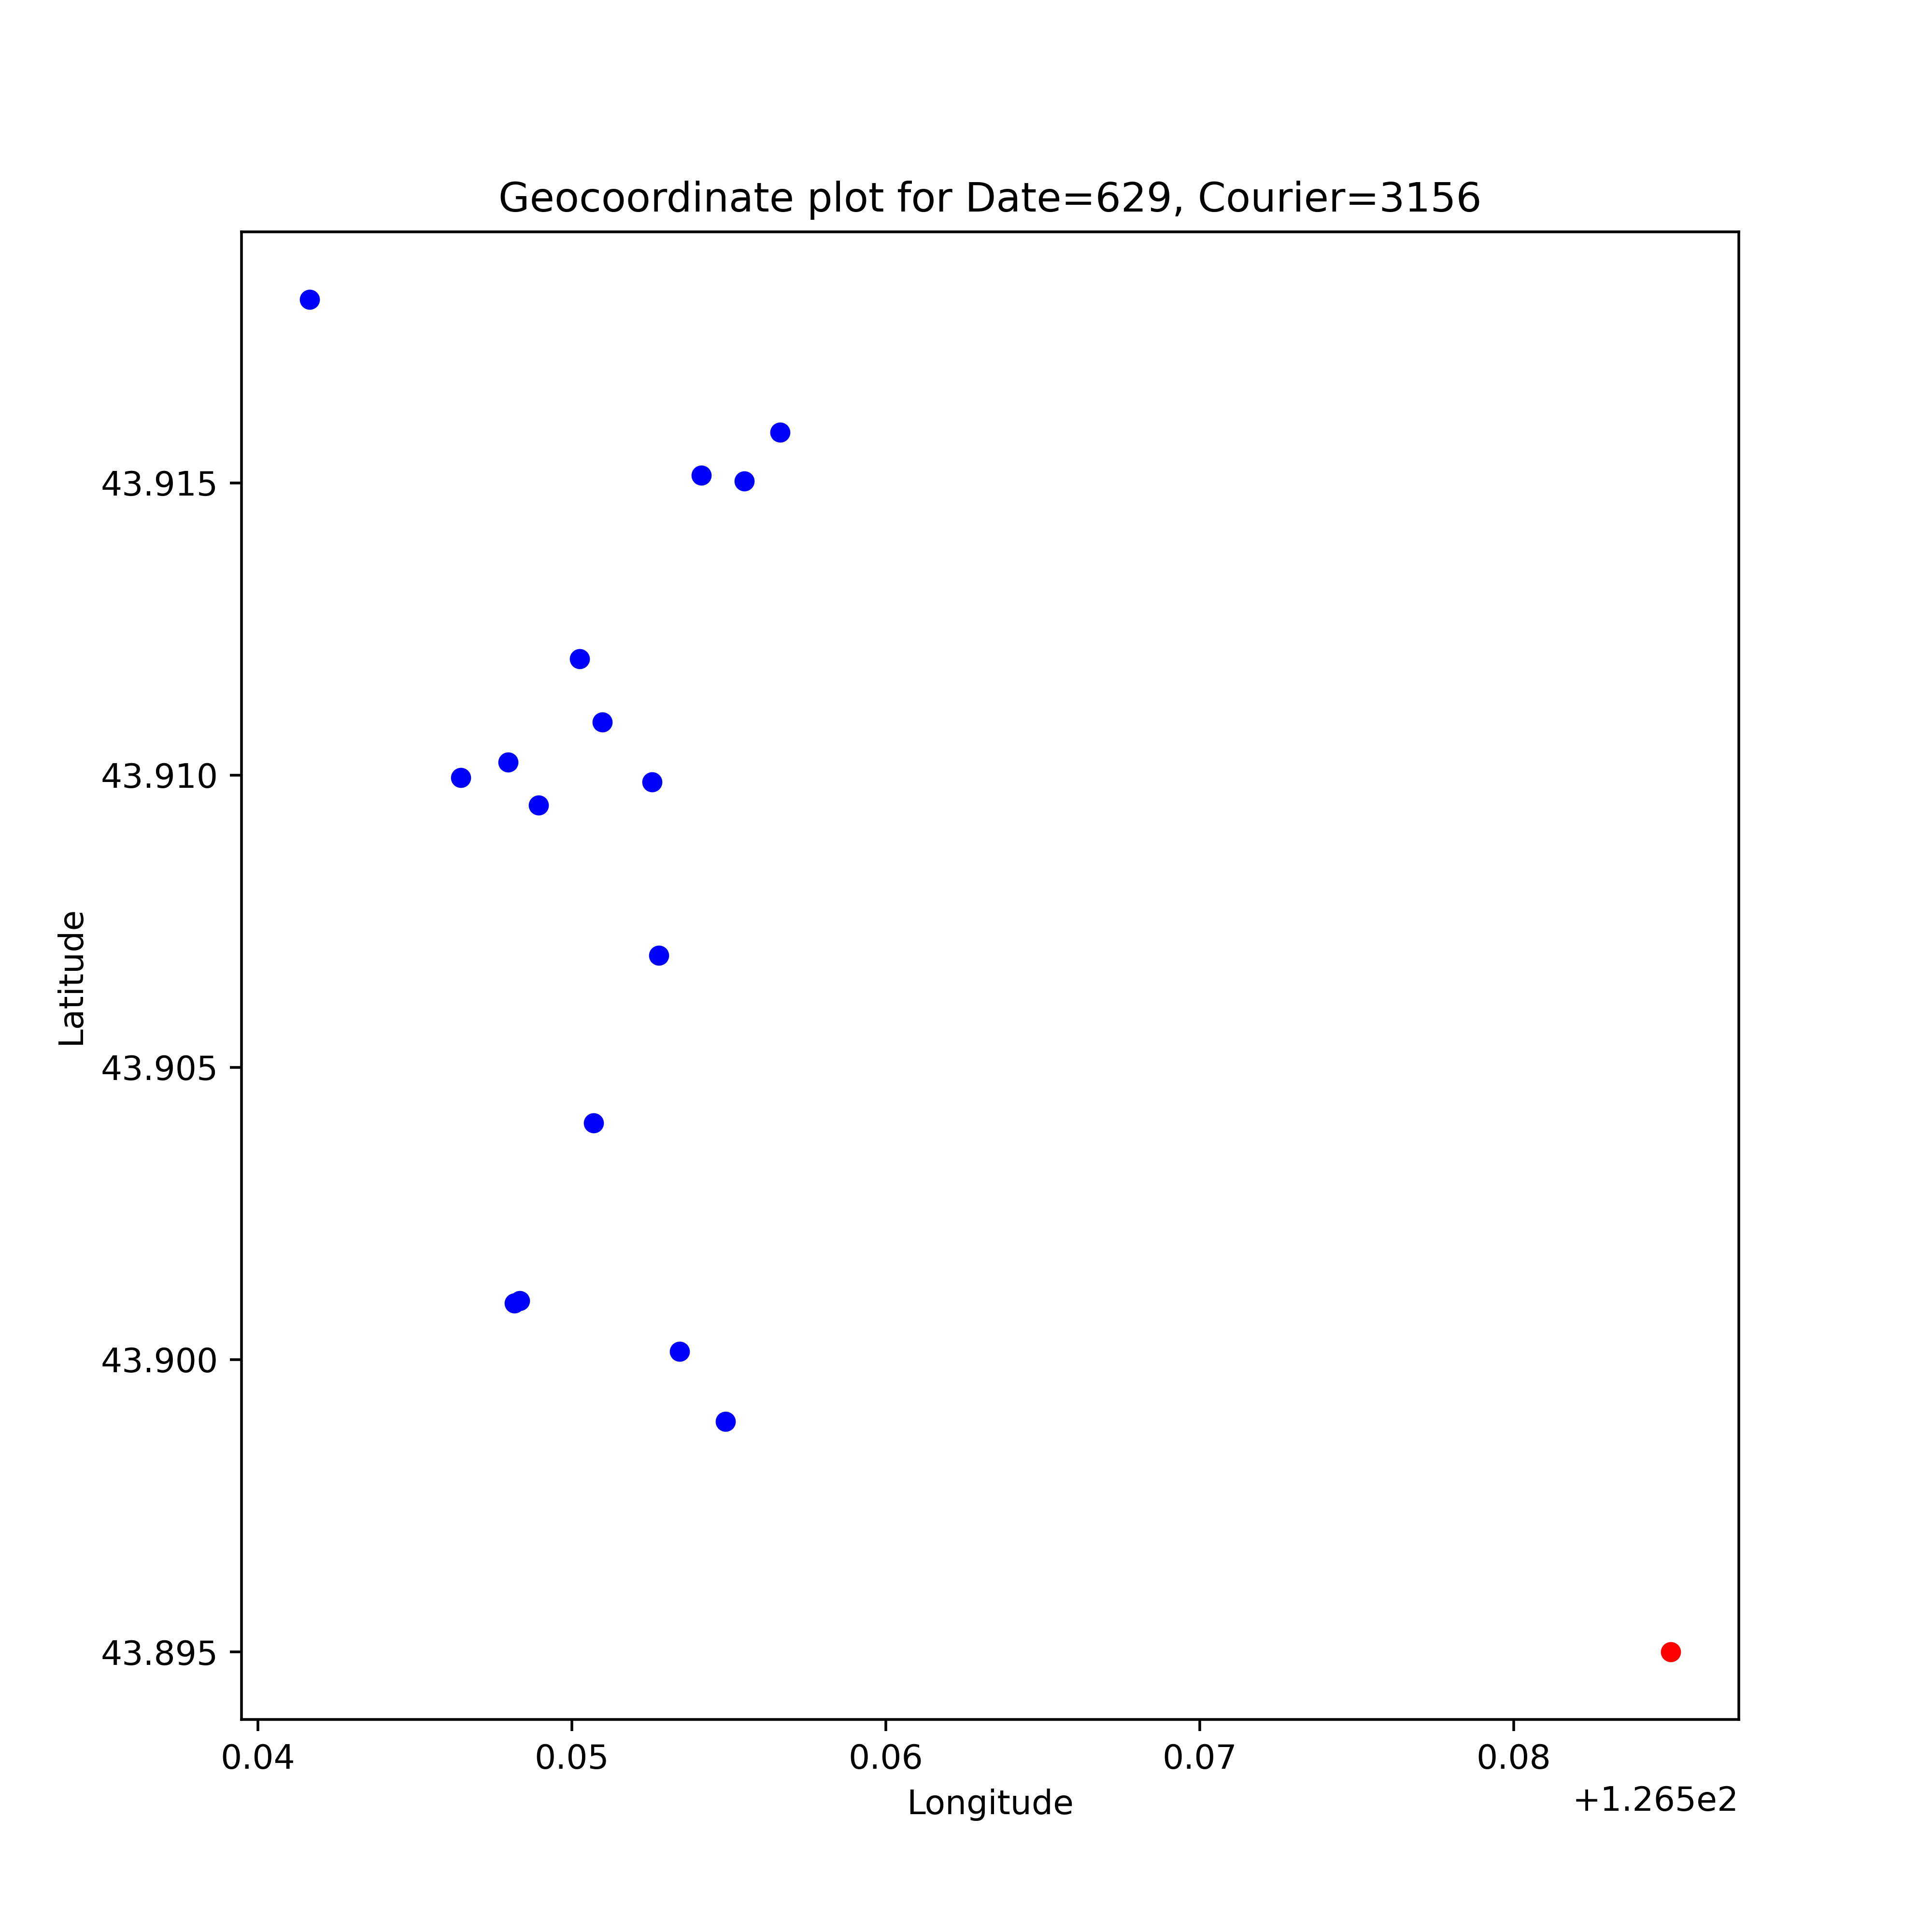 Geocoordinate plot for Date=629, Courier=3156
43.915
43.910
43.905
43.900
43.895
Latitude
0.04 0.05 0.06 0.07 0.08
Longitude
+1.265e2